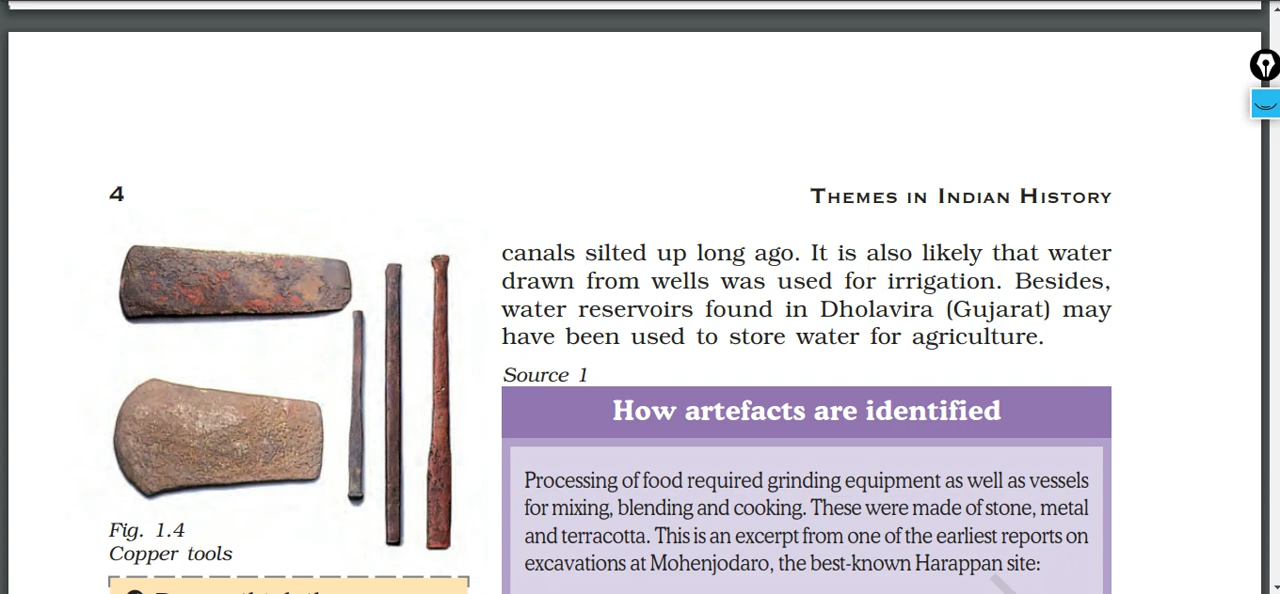 4
THEMES IN INDIAN HISTORY
canals silted up long ago. It is also likely that water
drawn from wells was used for irrigation. Besides,
water reservoirs found in Dholavira (Gujarat) may
have been used to store water for agriculture.
Source 1
How artefacts are identified
Processing of food required grinding equipment as well as vessels
for mixing, blending and cooking. These were made of stone, metal
and terracotta. This is an excerpt from one of the earliest reports on
excavations at Mohenjodaro, the best-known Harappan site:
Fig. 1.4
Copper tools